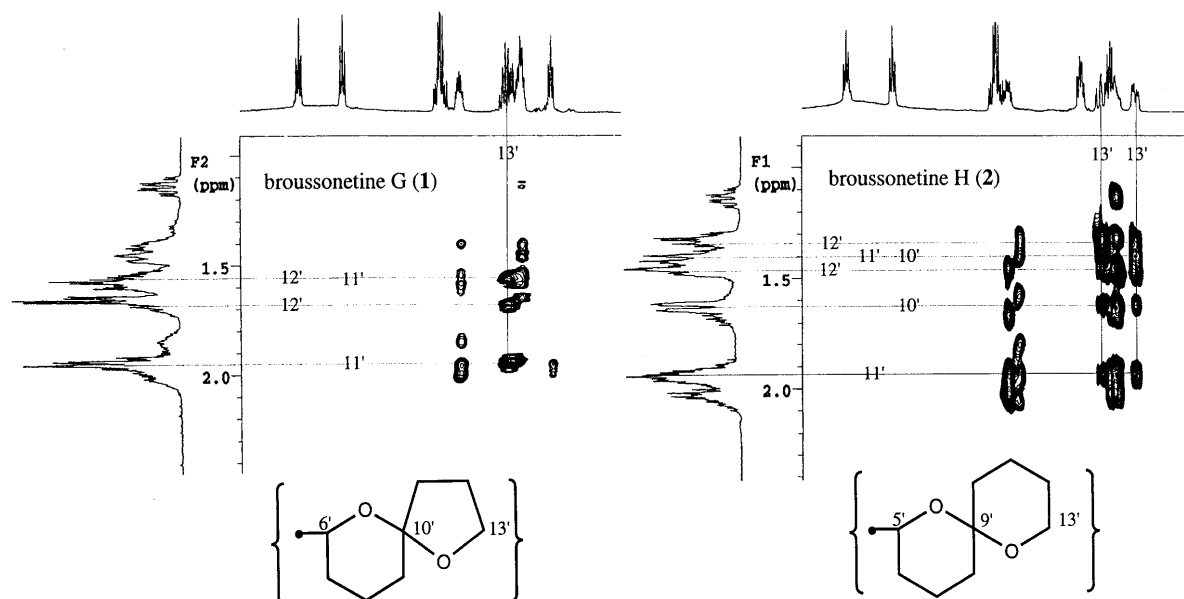 F2
(ppm)
13'
broussonetine G (1)
1.5
12' 11'
12'
11'
2.0
6'
O
10'
13'
O
F1
(ppm)
13' 13'
broussonetine H (2)
12'
11' 10'
12'
1.5
10'
11'
2.0
5'
O
9'
13'
O